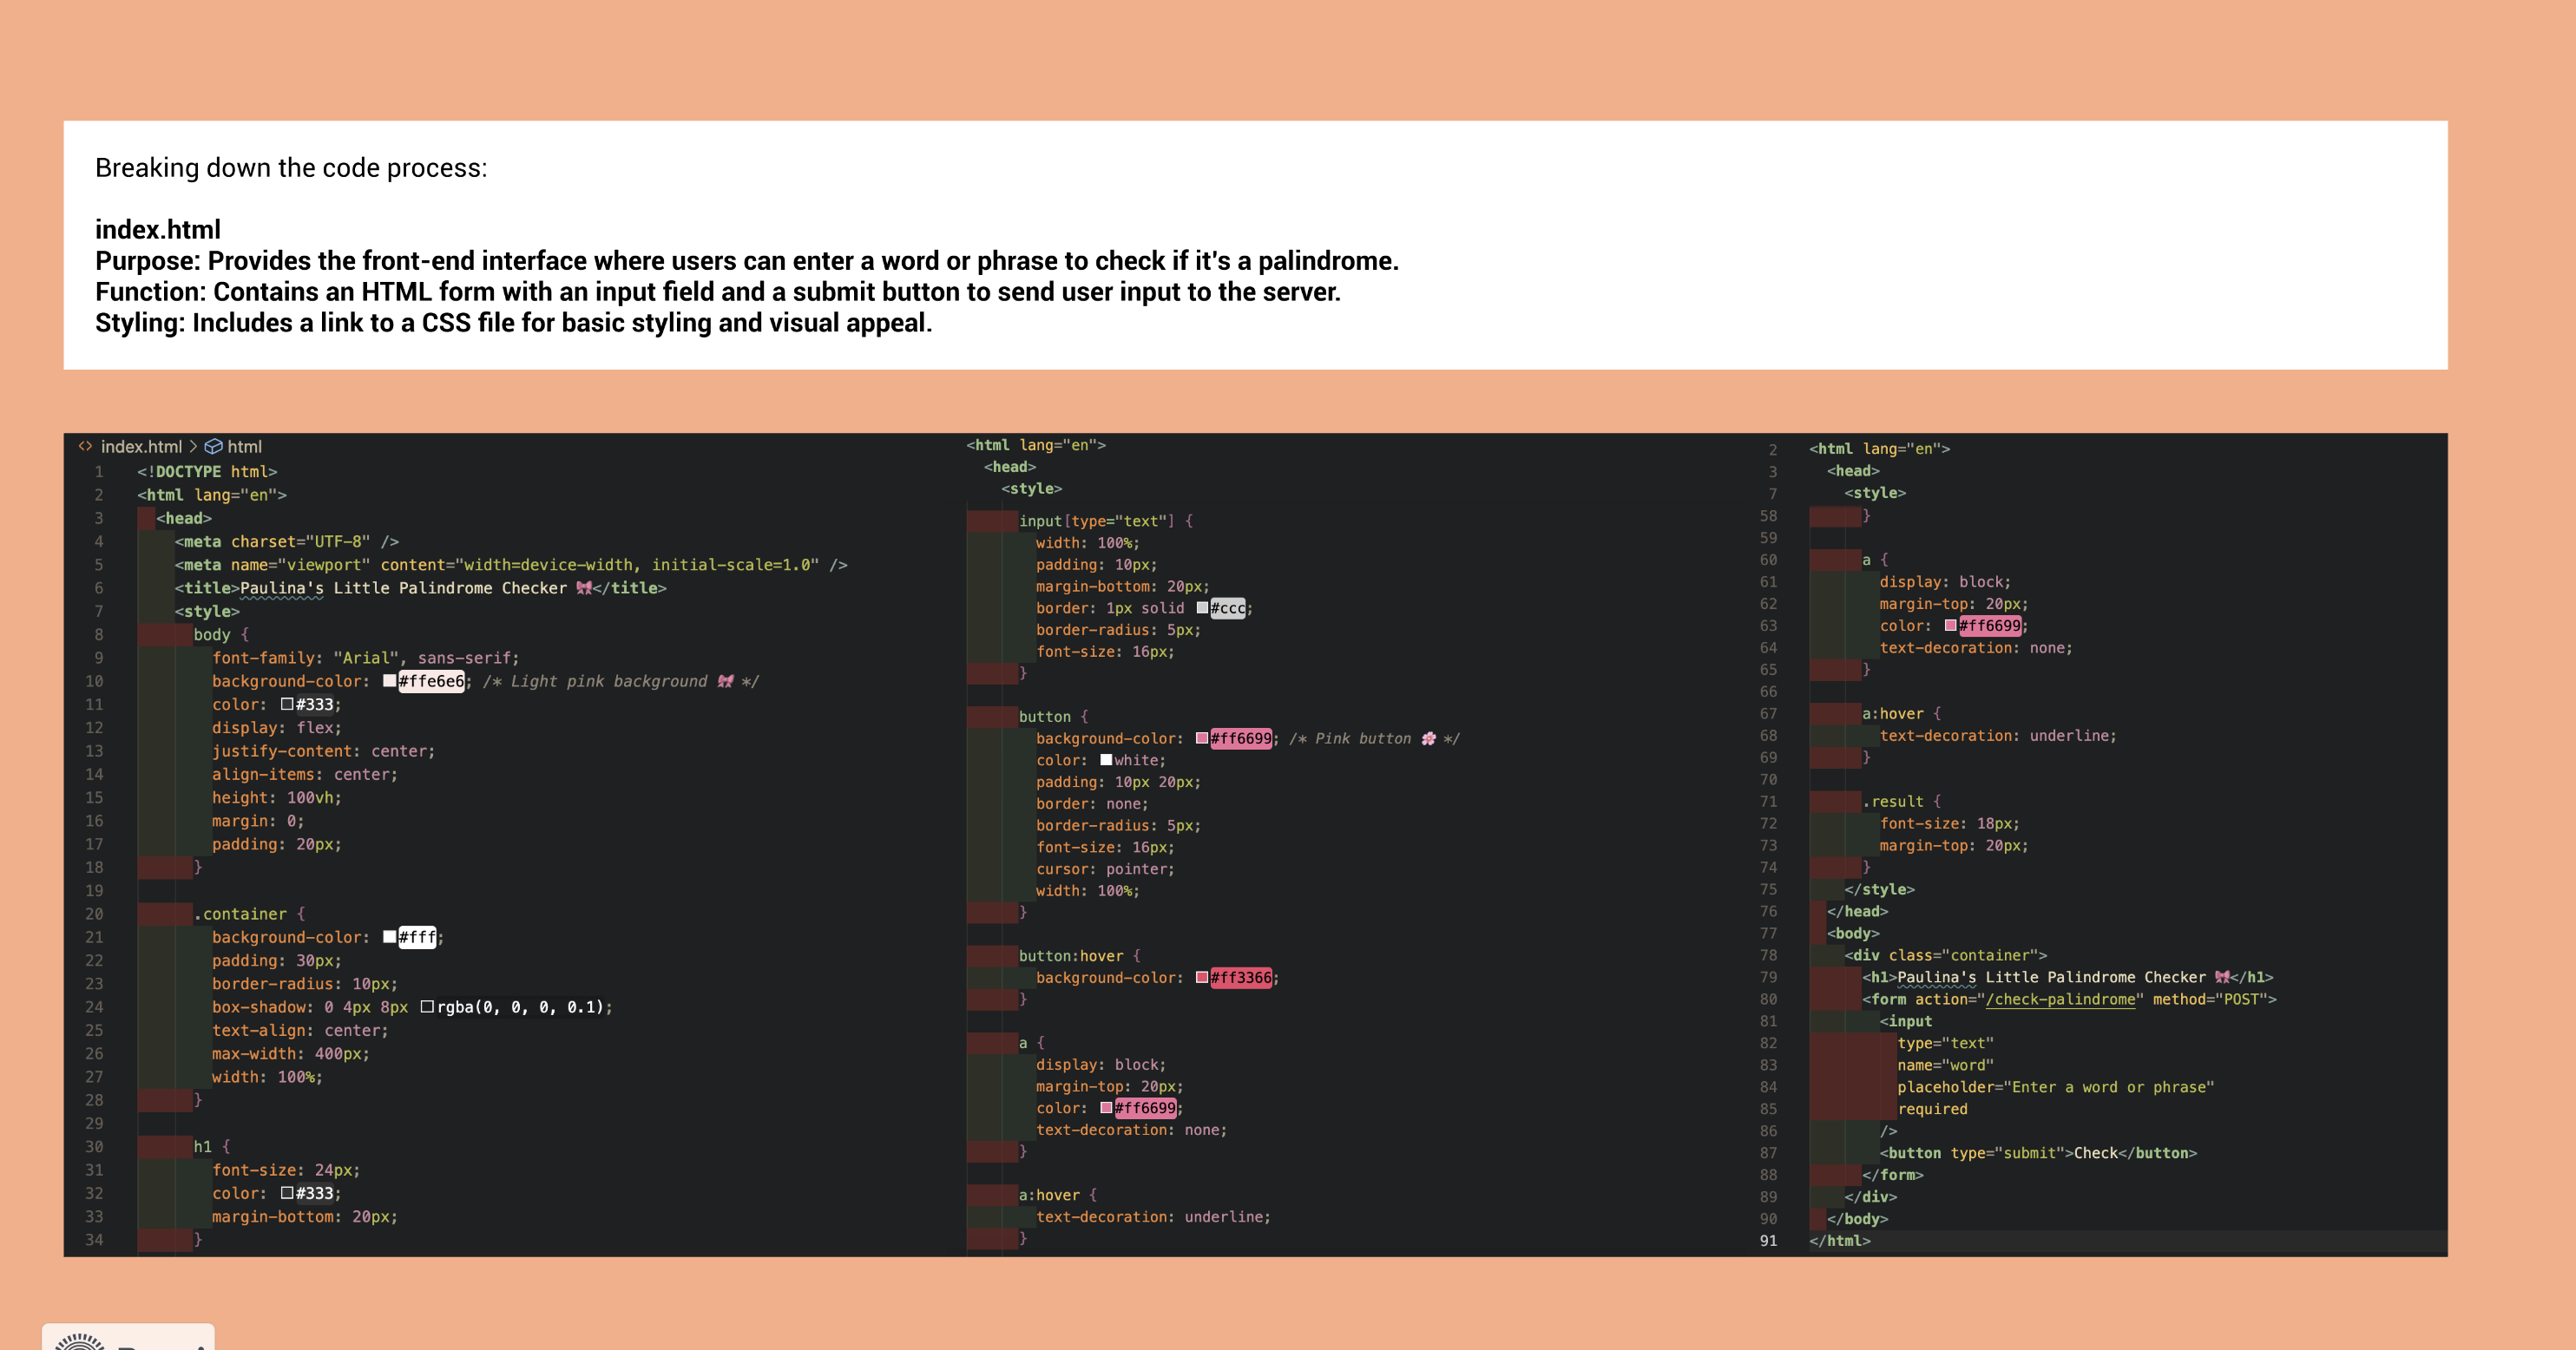 Breaking down the code process:
index.html
Purpose: Provides the front-end interface where users can enter a word or phrase to check if it's a palindrome.
Function: Contains an HTML form with an input field and a submit button to send user input to the server.
Styling: Includes a link to a CSS file for basic styling and visual appeal.
<> index.html > html
1 <!DOCTYPE html>
2 <html lang="en">
3 <head>
4 <meta charset="UTF-8" />
5 <meta name="viewport" content="width=device-width, initial-scale=1.0" />
6 <title>Paulina's Little Palindrome Checker 🎀</title>
7 <style>
8 body {
9 font-family: "Arial", sans-serif;
10 background-color: #ffe6e6; /* Light pink background 🎀 */
11 color: #333;
12 display: flex;
13 justify-content: center;
14 align-items: center;
15 height: 100vh;
16 margin: 0;
17 padding: 20px;
18 }
19
20 .container {
21 background-color: #fff;
22 padding: 30px;
23 border-radius: 10px;
24 box-shadow: 0 4px 8px rgba(0, 0, 0, 0.1);
25 text-align: center;
26 max-width: 400px;
27 width: 100%;
28 }
29
30 h1 {
31 font-size: 24px;
32 color: #333;
33 margin-bottom: 20px;
34 }
<html lang="en">
<head>
<style>
input[type="text"] {
width: 100%;
padding: 10px;
margin-bottom: 20px;
border: 1px solid #ccc;
border-radius: 5px;
font-size: 16px;
}
button {
background-color: #ff6699; /* Pink button 🌸 */
color: white;
padding: 10px 20px;
border: none;
border-radius: 5px;
font-size: 16px;
cursor: pointer;
width: 100%;
}
button:hover {
background-color: #ff3366;
}
a {
display: block;
margin-top: 20px;
color: #ff6699;
text-decoration: none;
}
a:hover {
text-decoration: underline;
}
2 <html lang="en">
3 <head>
7 <style>
58 }
59
60 a {
61 display: block;
62 margin-top: 20px;
63 color: #ff6699;
64 text-decoration: none;
65 }
66
67 a:hover {
68 text-decoration: underline;
69 }
70
71 .result {
72 font-size: 18px;
73 margin-top: 20px;
74 }
75 </style>
76 </head>
77 <body>
78 <div class="container">
79 <h1>Paulina's Little Palindrome Checker 🎀</h1>
80 <form action="/check-palindrome" method="POST">
81 <input
82 type="text"
83 name="word"
84 placeholder="Enter a word or phrase"
85 required
86 />
87 <button type="submit">Check</button>
88 </form>
89 </div>
90 </body>
91 </html>